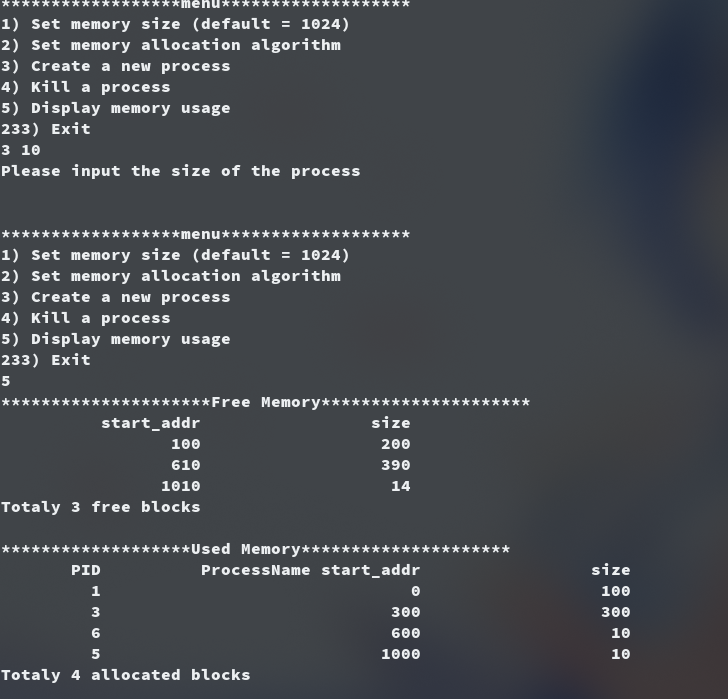 ******************menu*******************
1) Set memory size (default = 1024)
2) Set memory allocation algorithm
3) Create a new process
4) Kill a process
5) Display memory usage
233) Exit
3 10
Please input the size of the process
******************menu*******************
1) Set memory size (default = 1024)
2) Set memory allocation algorithm
3) Create a new process
4) Kill a process
5) Display memory usage
233) Exit
5
*********************Free Memory*********************
start_addr size
100 200
610 390
1010 14
Totaly 3 free blocks
*******************Used Memory*********************
PID ProcessName start_addr size
1 0 100
3 300 300
6 600 10
5 1000 10
Totaly 4 allocated blocks